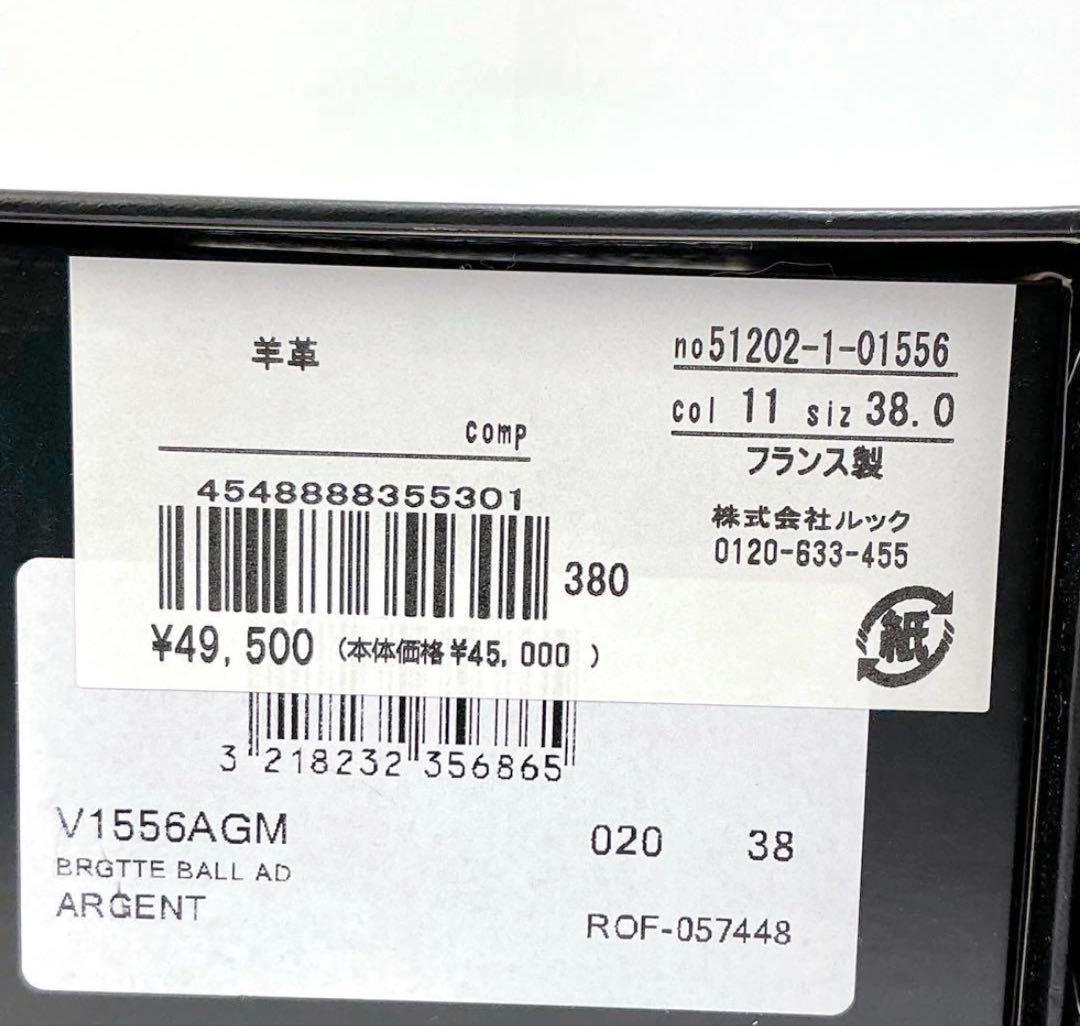 羊革
comp
no51202-1-01556
col 11 siz 38.0
フランス製
株式会社ルック
0120-633-455
4548888355301
380
¥49,500 (本体価格¥45,000 )
紙
3 218232 356865
V1556AGM
020 38
BRGTTE BALL AD
ARGENT
ROF-057448